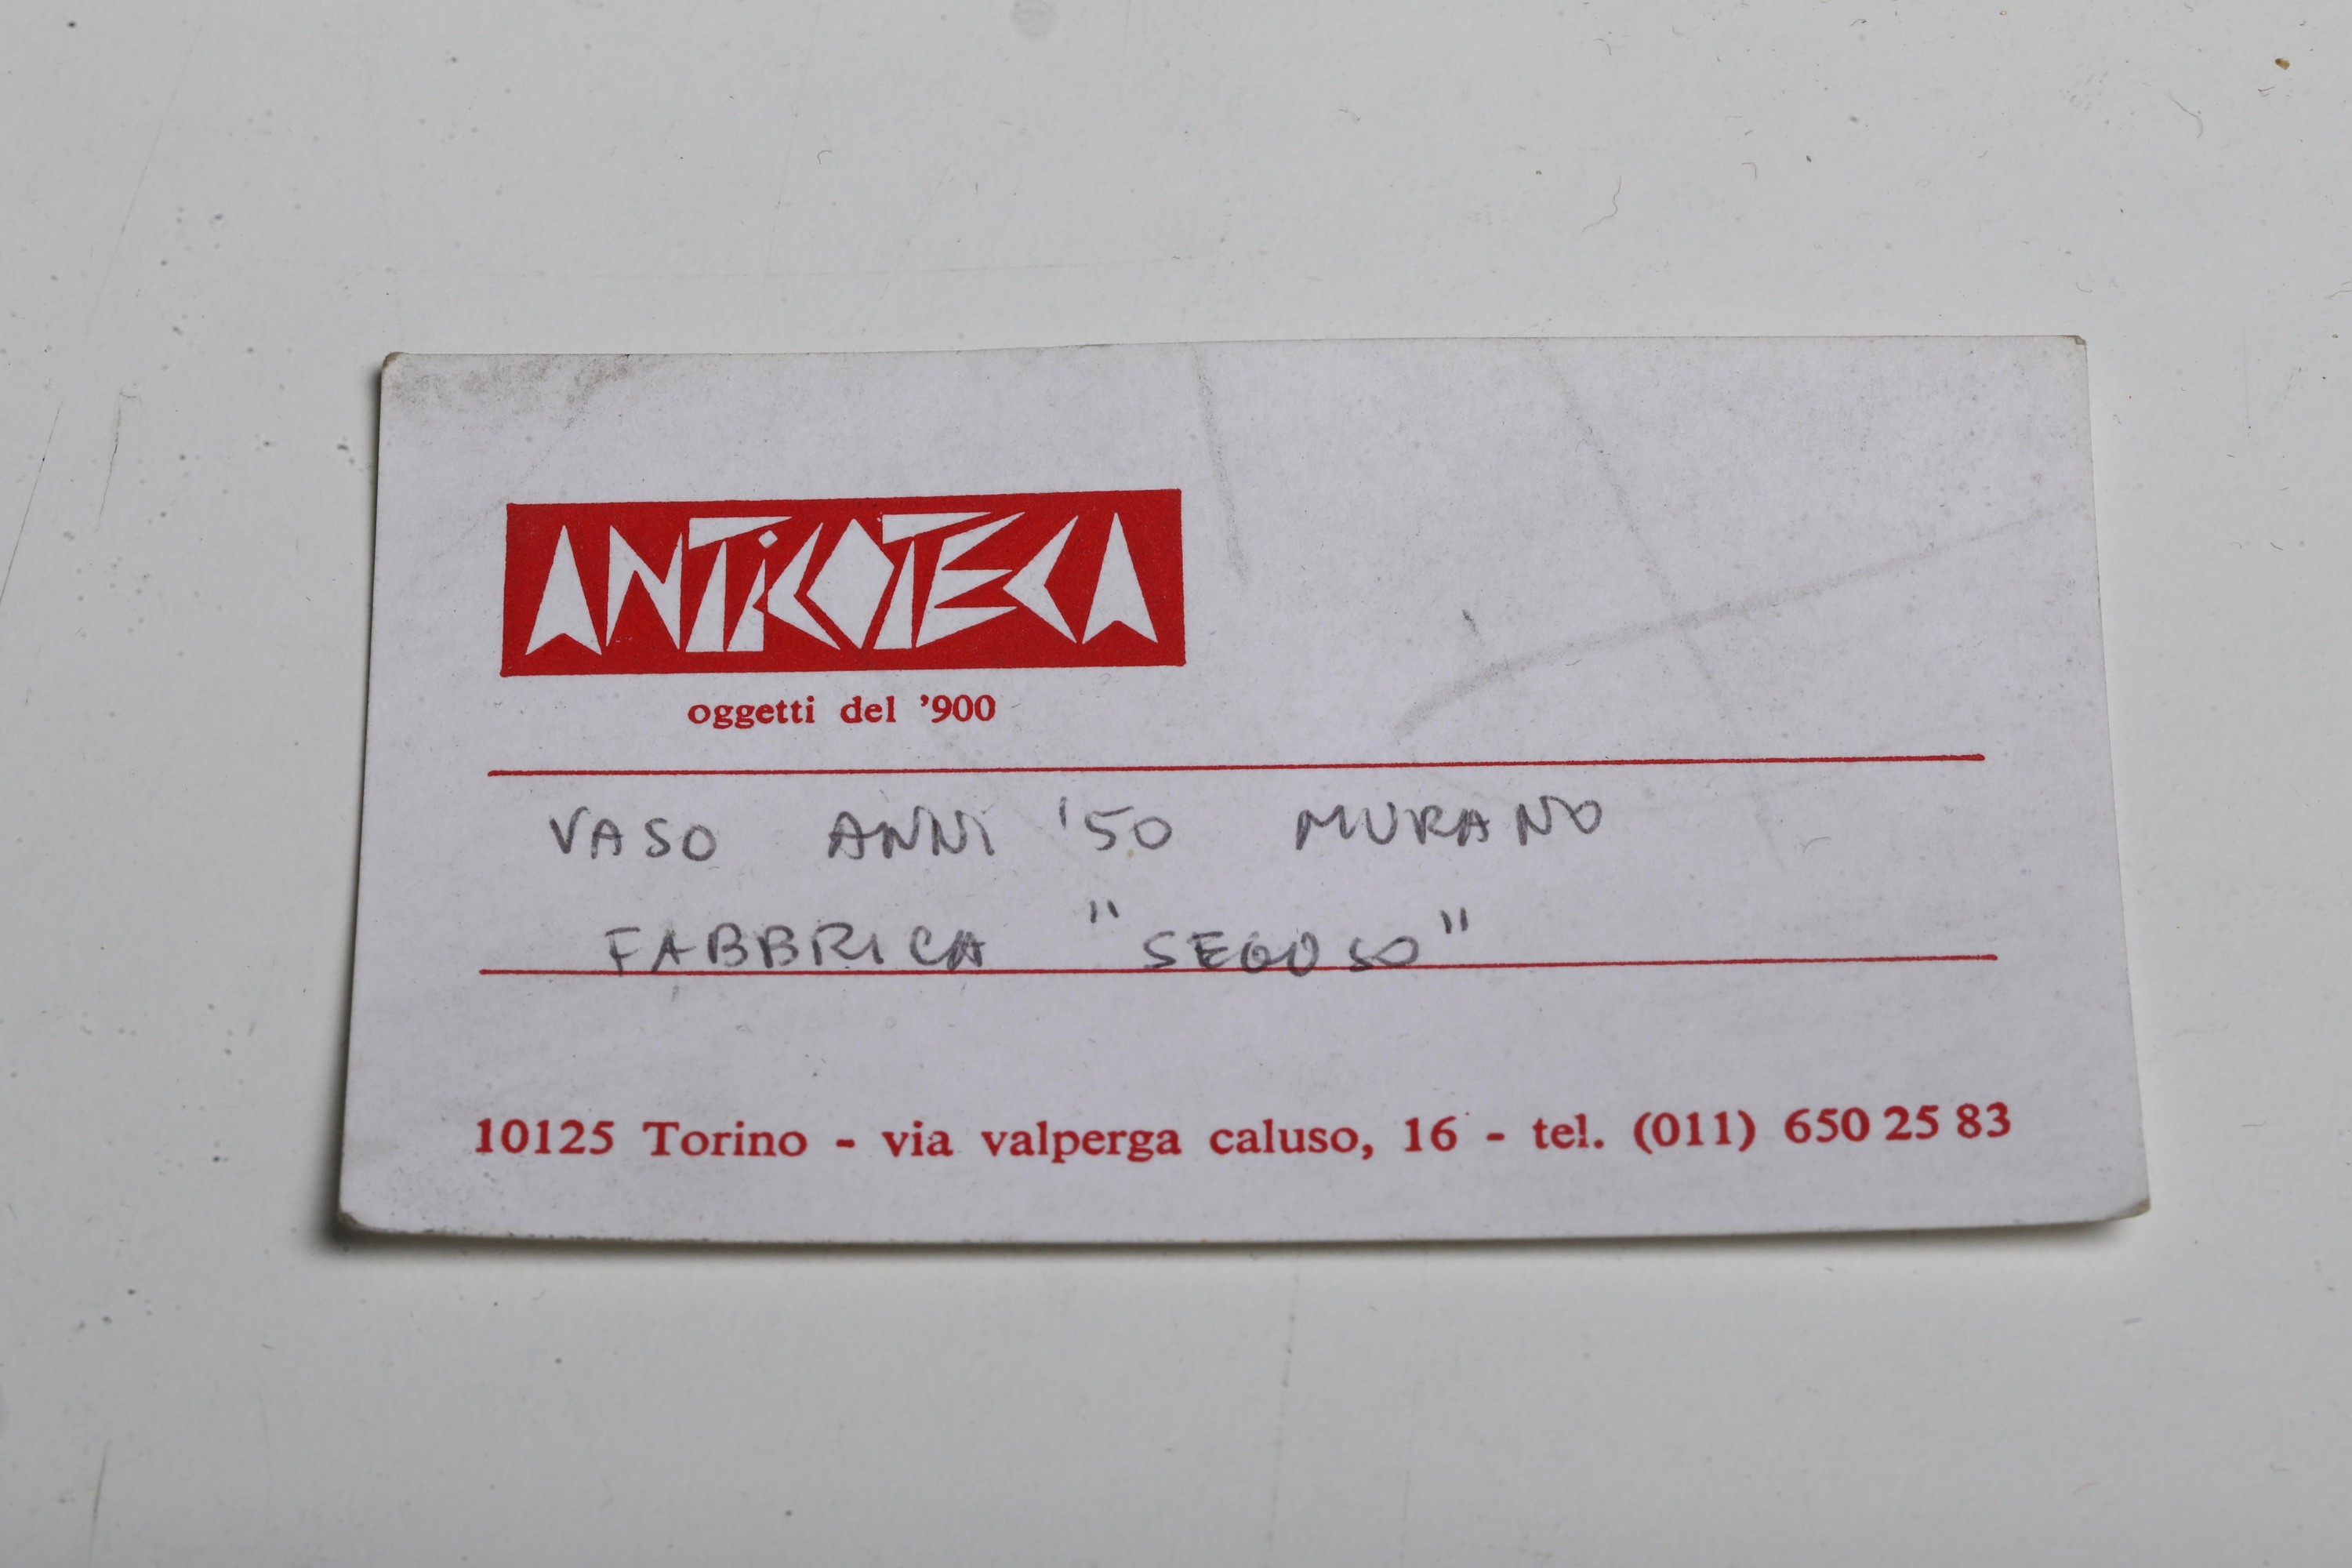 ANTiCOTECA
oggetti del '900
VASO ANNI '50 MURANO
FABBRICA "SEGOSO"
10125 Torino - via valperga caluso, 16 - tel. (011) 650 25 83